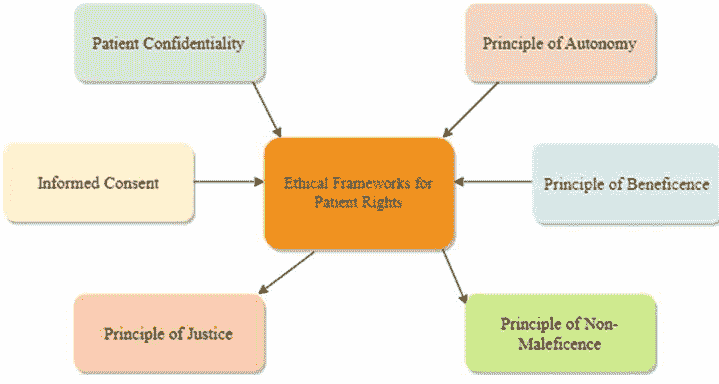 Patient Confidentiality
Principle of Autonomy
Informed Consent
Ethical Frameworks for
Patient Rights
Principle of Beneficence
Principle of Justice
Principle of Non-
Maleficence